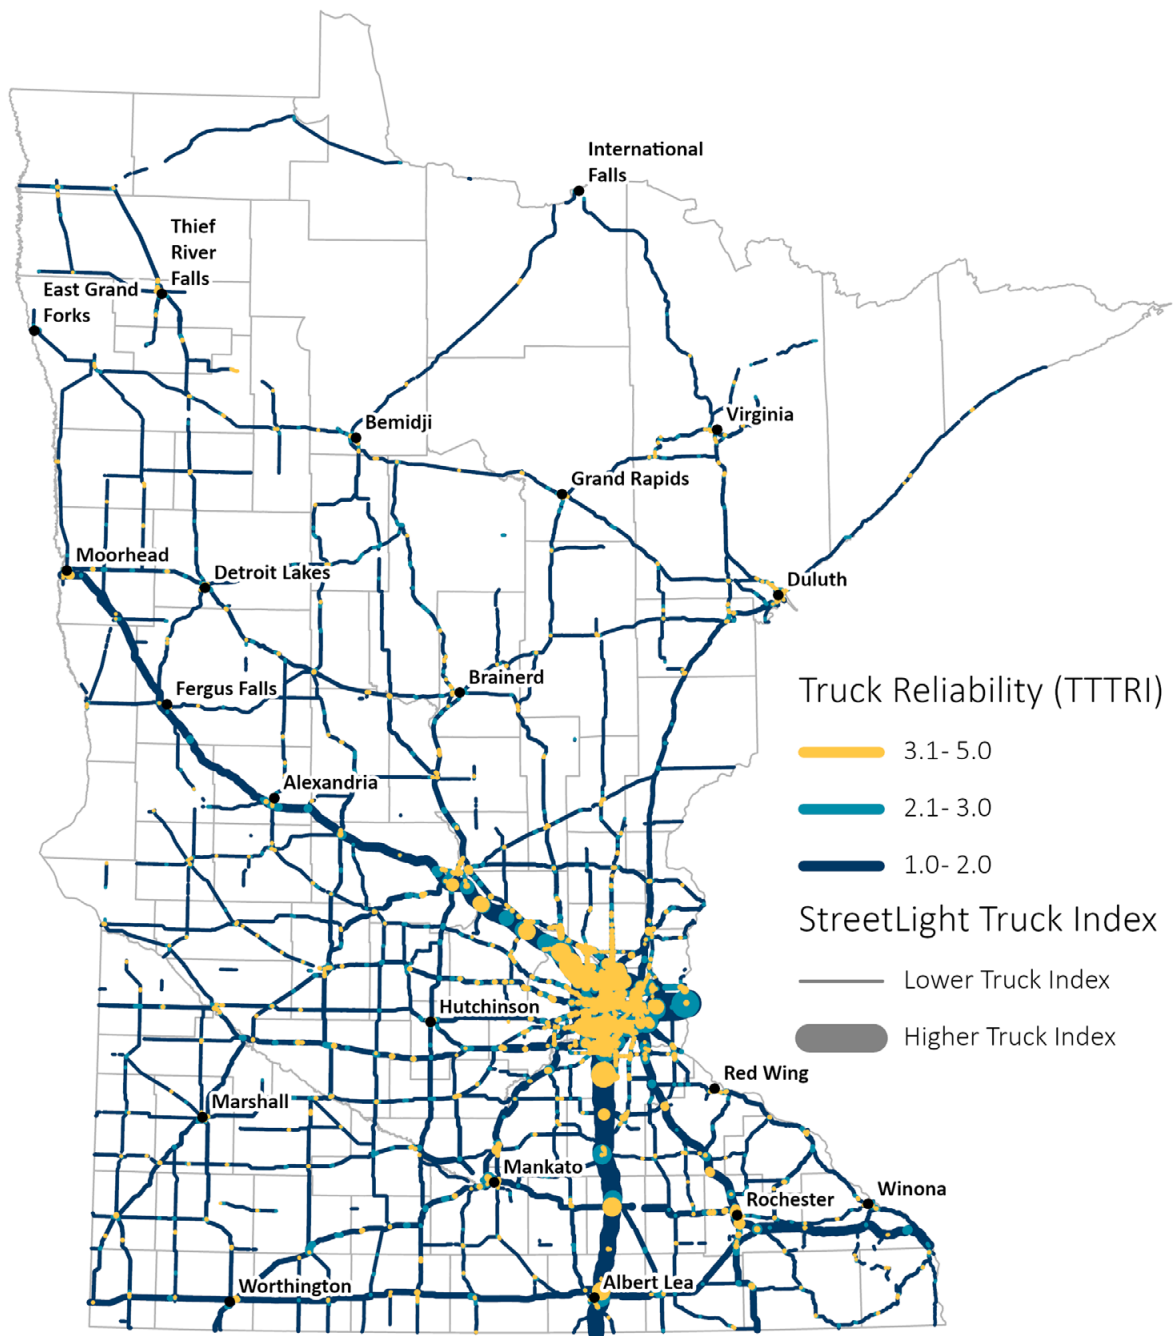 International
Falls
Thief
River
Falls
East Grand
Forks
Bemidji
Virginia
Grand Rapids
Moorhead
Detroit Lakes
Duluth
Fergus Falls
Brainerd
Truck Reliability (TTTRI)
3.1- 5.0
Alexandria
2.1- 3.0
1.0- 2.0
StreetLight Truck Index
Lower Truck Index
Hutchinson
Higher Truck Index
Red Wing
Marshall
Mankato
Rochester
Winona
Worthington
Albert Lea